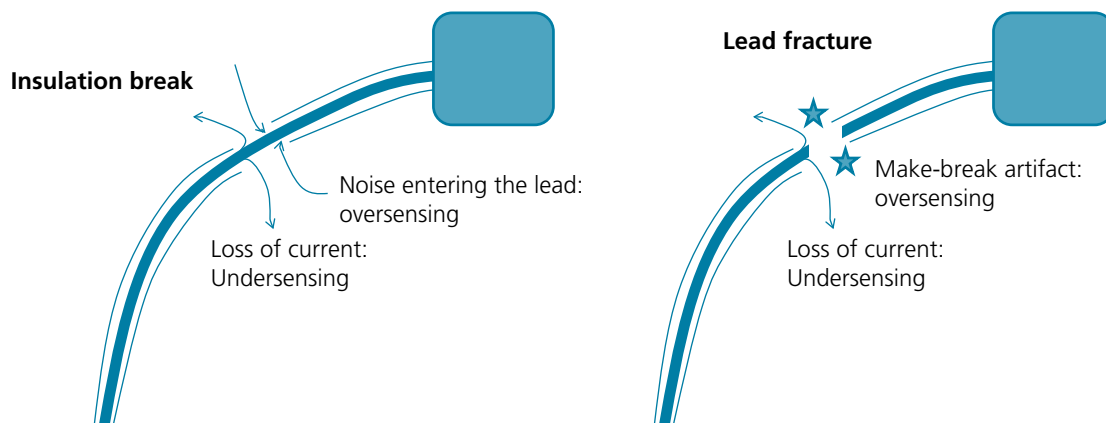 Insulation break
Noise entering the lead:
oversensing
Loss of current:
Undersensing
Lead fracture
Make-break artifact:
oversensing
Loss of current:
Undersensing